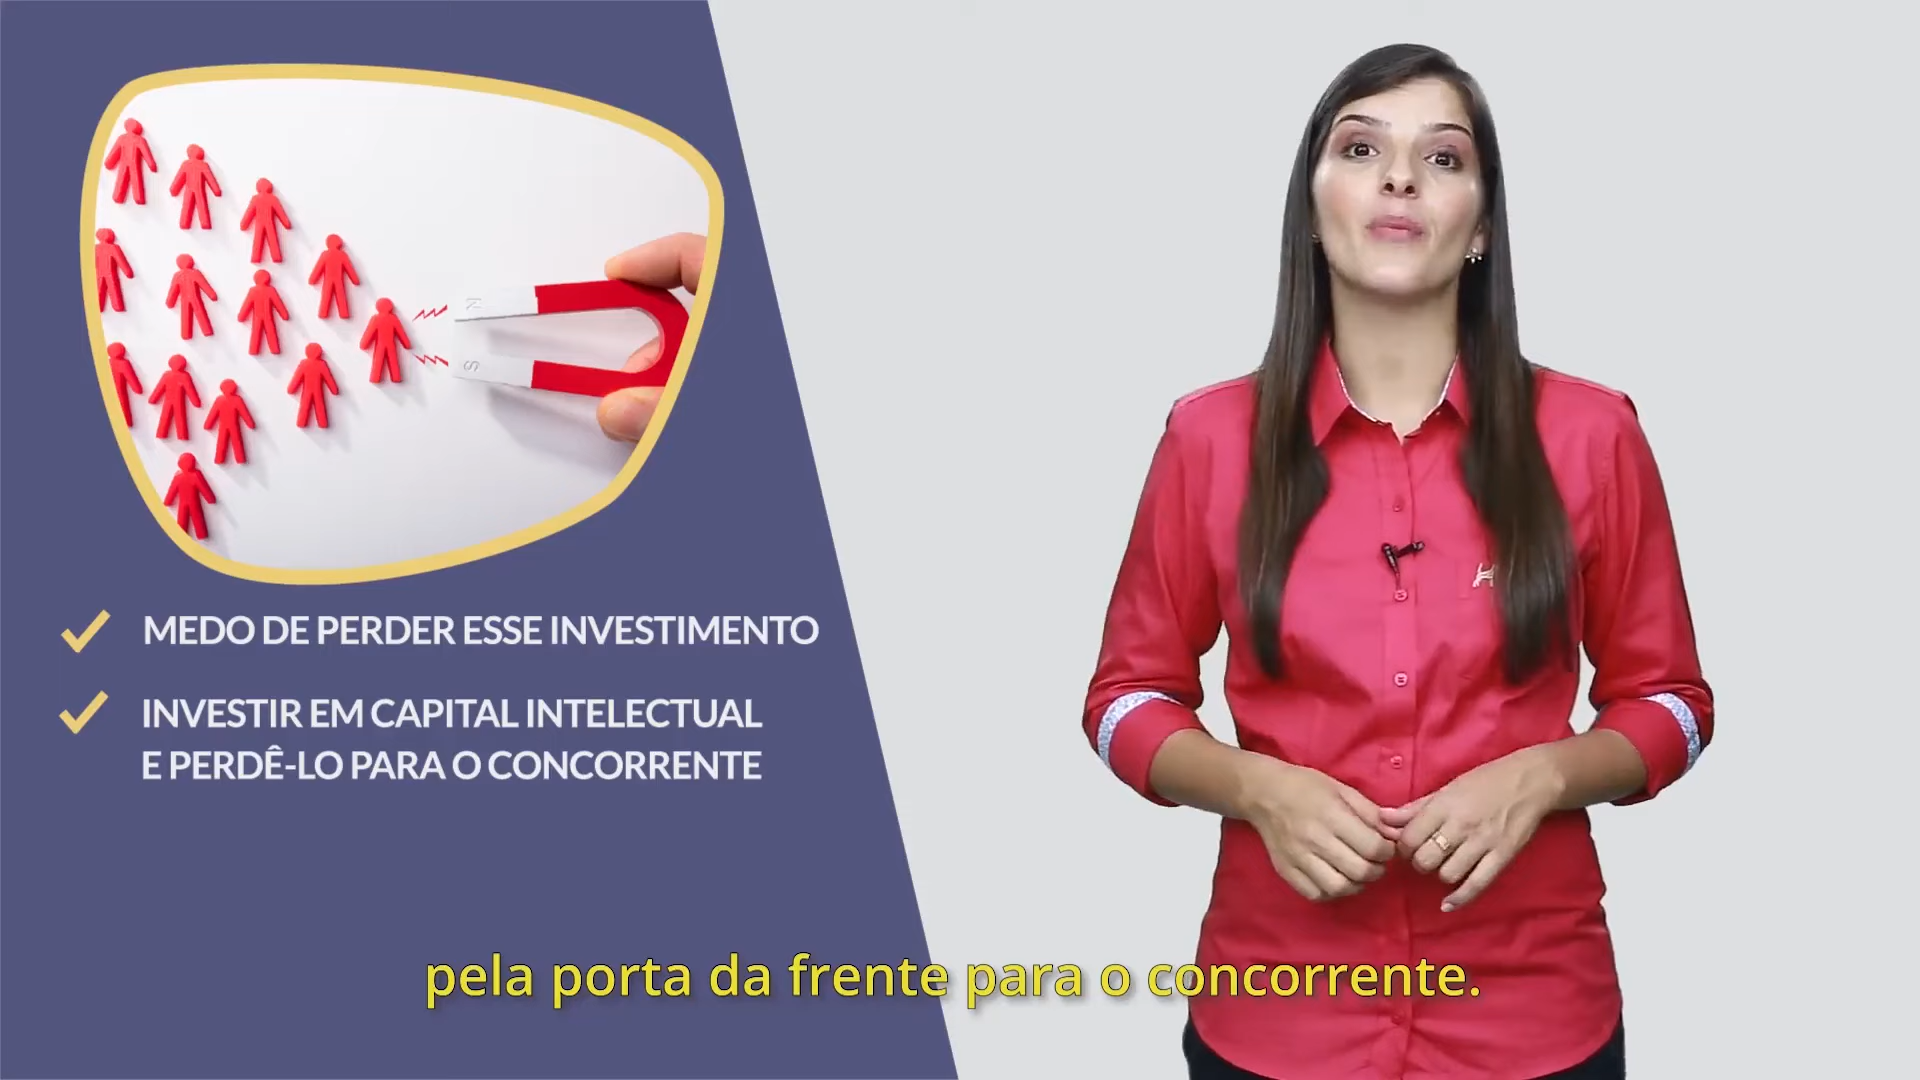 N
S
MEDO DE PERDER ESSE INVESTIMENTO
INVESTIR EM CAPITAL INTELECTUAL
E PERDÊ-LO PARA O CONCORRENTE
pela porta da frente para o concorrente.